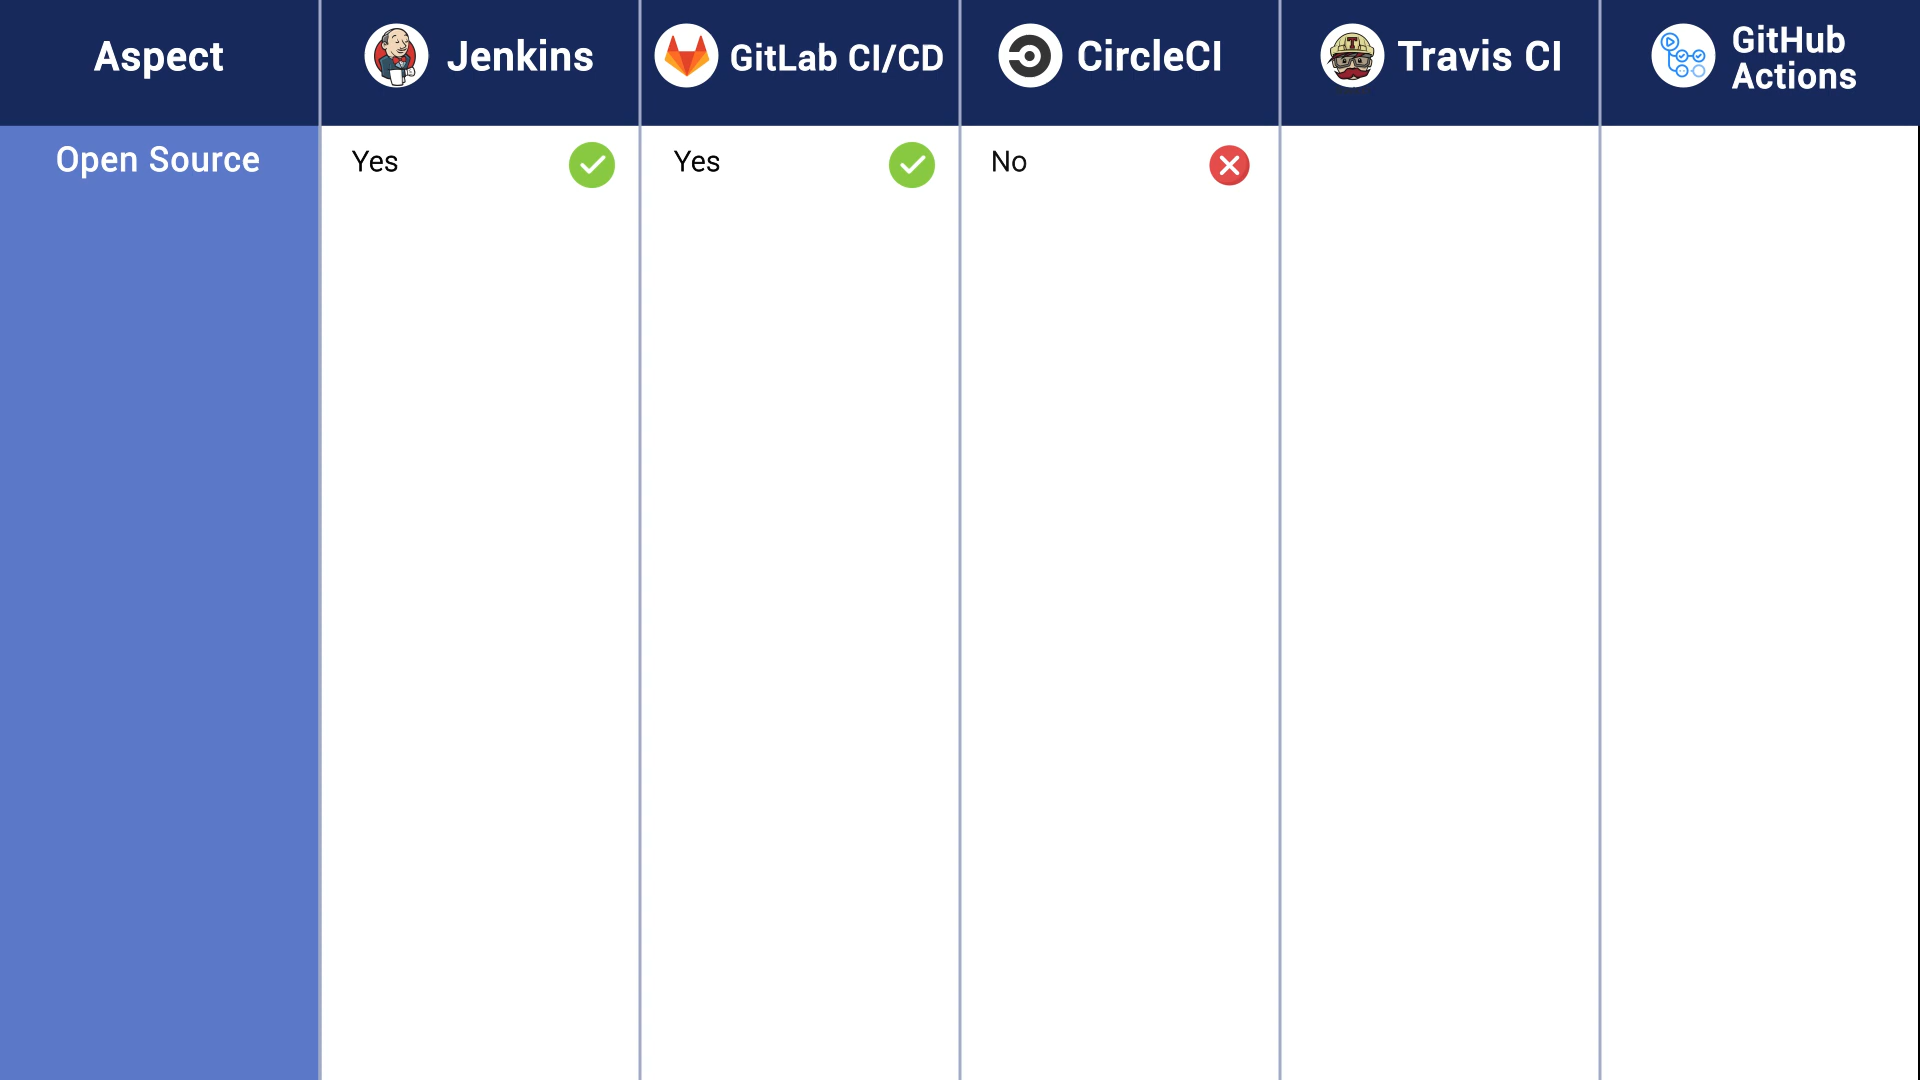 Aspect
Jenkins
GitLab CI/CD
CircleCI
Travis CI
GitHub
Actions
Open Source
Yes
Yes
No